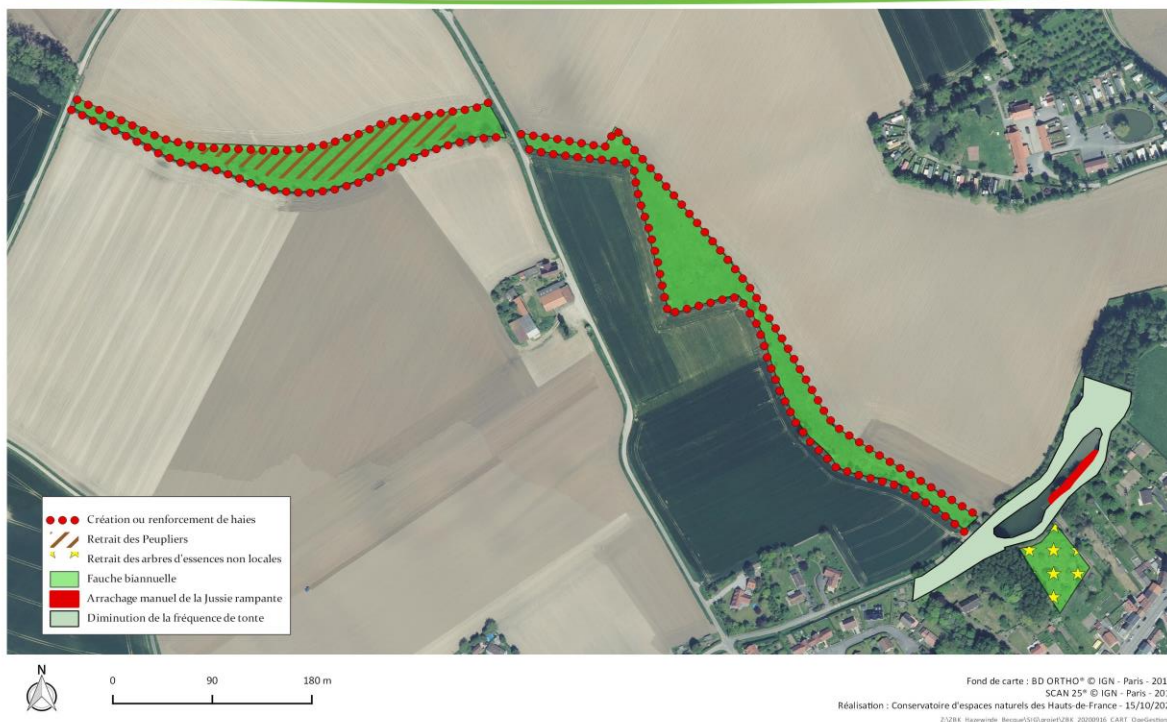 Création ou renforcement de haies
Retrait des Peupliers
Retrait des arbres d'essences non locales
Fauche biannuelle
Arrachage manuel de la Jussie rampante
Diminution de la fréquence de tonte
N
0 90 180 m
Fond de carte : BD ORTHO® © IGN - Paris - 201
SCAN 25® © IGN - Paris - 20
Réalisation : Conservatoire d'espaces naturels des Hauts-de-France - 15/10/20